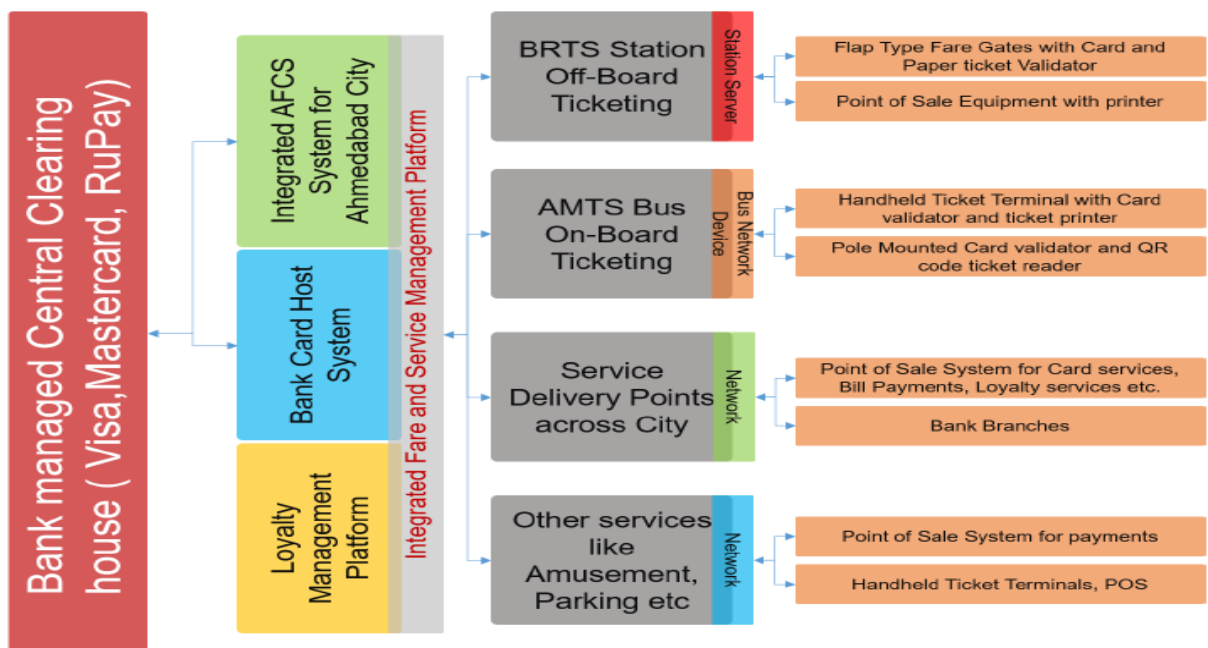 Bank managed Central Clearing
house ( Visa,Mastercard, RuPay)
Integrated AFCS
System for
Ahmedabad City
Bank Card Host
System
Loyalty
Management
Platform
Integrated Fare and Service Management Platform
BRTS Station
Off-Board
Ticketing
Station Server
Flap Type Fare Gates with Card and
Paper ticket Validator
Point of Sale Equipment with printer
AMTS Bus
On-Board
Ticketing
Bus Network
Device
Handheld Ticket Terminal with Card
validator and ticket printer
Pole Mounted Card validator and QR
code ticket reader
Service
Delivery Points
across City
Network
Point of Sale System for Card services,
Bill Payments, Loyalty services etc.
Bank Branches
Other services
like
Amusement,
Parking etc
Network
Point of Sale System for payments
Handheld Ticket Terminals, POS